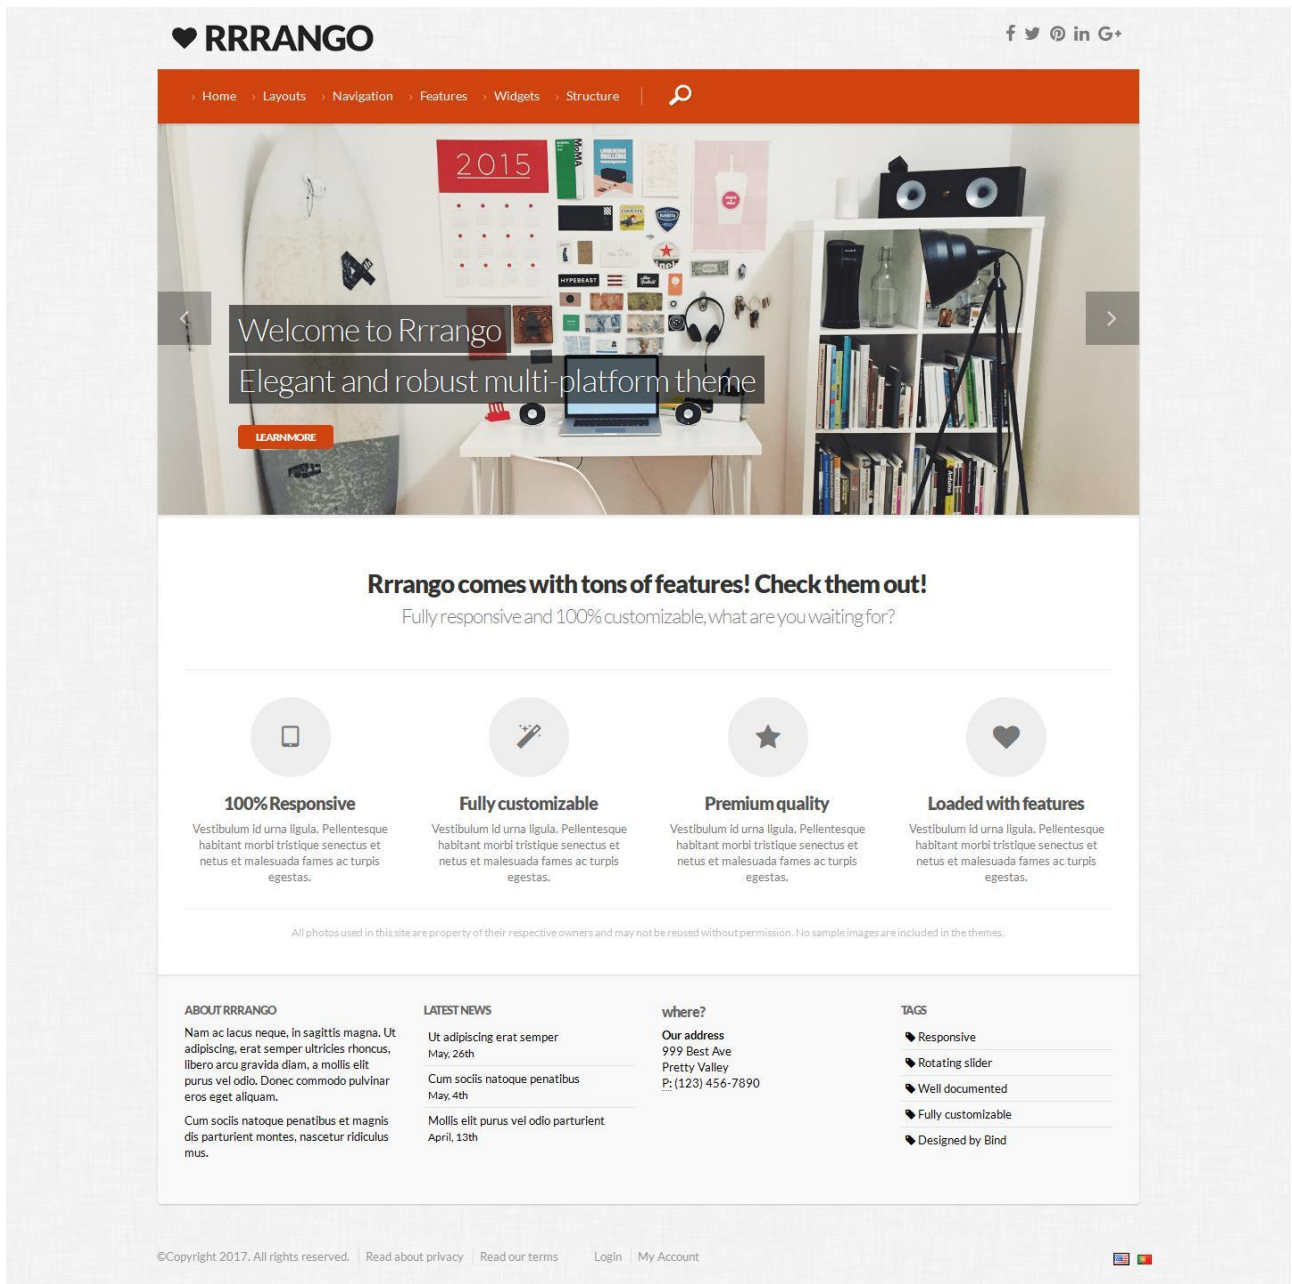 RRRANGO
Home Layouts Navigation Features Widgets Structure
2015
MoMA
HYPEBEAST
Welcome to Rrrango
Elegant and robust multi-platform theme
LEARN MORE
Rrrango comes with tons of features! Check them out!
Fully responsive and 100% customizable, what are you waiting for?
100% Responsive
Vestibulum id urna ligula. Pellentesque
habitant morbi tristique senectus et
netus et malesuada fames ac turpis
egestas.
Fully customizable
Vestibulum id urna ligula. Pellentesque
habitant morbi tristique senectus et
netus et malesuada fames ac turpis
egestas.
Premium quality
Vestibulum id urna ligula. Pellentesque
habitant morbi tristique senectus et
netus et malesuada fames ac turpis
egestas.
Loaded with features
Vestibulum id urna ligula. Pellentesque
habitant morbi tristique senectus et
netus et malesuada fames ac turpis
egestas.
All photos used in this site are property of their respective owners and may not be reused without permission. No sample images are included in the themes.
ABOUT RRRANGO
Nam ac lacus neque, in sagittis magna. Ut
adipiscing, erat semper ultricies rhoncus,
libero arcu gravida diam, a mollis elit
purus vel odio. Donec commodo pulvinar
eros eget aliquam.
Cum sociis natoque penatibus et magnis
dis parturient montes, nascetur ridiculus
mus.
LATEST NEWS
Ut adipiscing erat semper
May, 26th
Cum sociis natoque penatibus
May, 4th
Mollis elit purus vel odio parturient
April, 13th
where?
Our address
999 Best Ave
Pretty Valley
P: (123) 456-7890
TAGS
Responsive
Rotating slider
Well documented
Fully customizable
Designed by Bind
©Copyright 2017. All rights reserved. Read about privacy Read our terms Login My Account